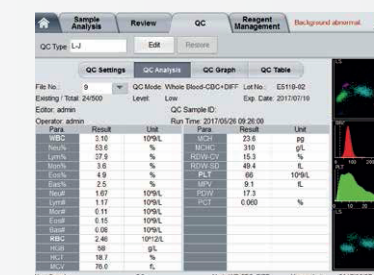 Sample Analysis Review QC Reagent Management Background abnormal.
QC Type L-J Edit Restore
QC Settings QC Analysis QC Graph QC Table
File No.: 9 QC Mode: Whole Blood-CBC+DIFF Lot No.: E5118-02
Existing / Total: 24/500 Level: Low Exp. Date: 2017/07/10
Editor: admin QC Sample ID:
Operator: admin Run Time: 2017/05/26 09:26:00
Para. Result Unit Para. Result Unit
WBC 3.10 10^9/L MCH 23.6 pg
Neu% 53.6 % MCHC 310 g/L
Lym% 37.9 % RDW-CV 15.3 %
Mon% 3.6 % RDW-SD 49.4 fL
Eos% 4.9 % PLT 66 10^9/L
Bas% 2.5 % MPV 9.1 fL
Neu# 1.67 10^9/L PDW 17.3
Lym# 1.17 10^9/L PCT 0.060 %
Mon# 0.11 10^9/L
Eos# 0.15 10^9/L
Bas# 0.08 10^9/L
RBC 2.46 10^12/L
HGB 58 g/L
HCT 18.7 %
MCV 76.0 fL
LS
RBC
0 100 200
PLT
LS